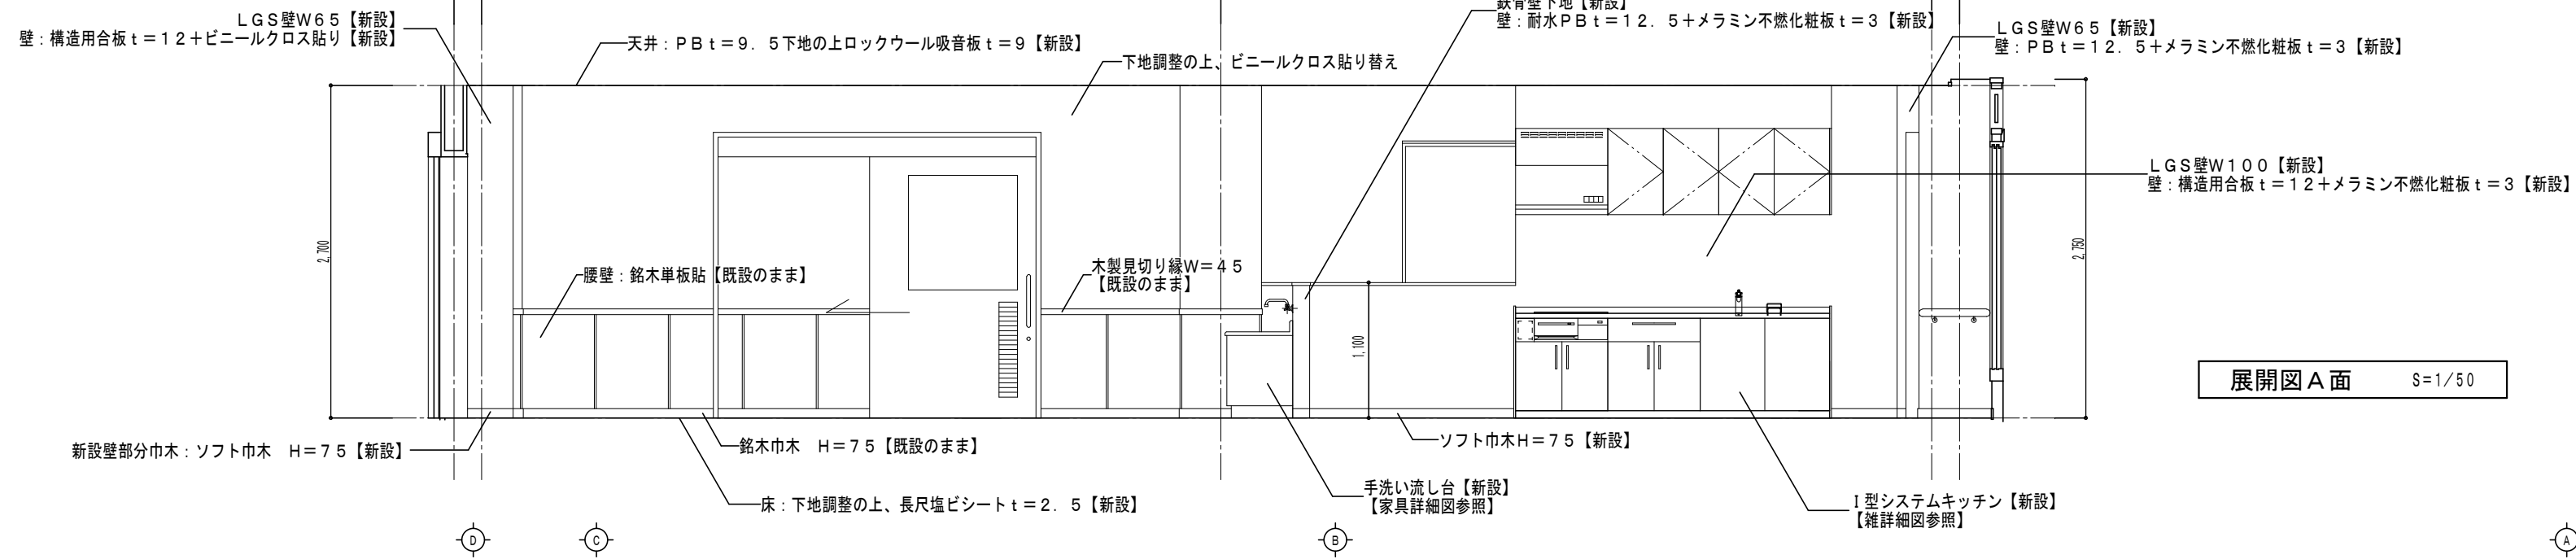 ＬＧＳ壁Ｗ６５【新設】
壁：構造用合板ｔ＝１２＋ビニールクロス貼り【新設】
天井：ＰＢｔ＝９．５下地の上ロックウール吸音板ｔ＝９【新設】
下地調整の上、ビニールクロス貼り替え
鉄骨壁下地【新設】
壁：耐水ＰＢｔ＝１２．５＋メラミン不燃化粧板ｔ＝３【新設】
ＬＧＳ壁Ｗ６５【新設】
壁：ＰＢｔ＝１２．５＋メラミン不燃化粧板ｔ＝３【新設】
ＬＧＳ壁Ｗ１００【新設】
壁：構造用合板ｔ＝１２＋メラミン不燃化粧板ｔ＝３【新設】
2,700
腰壁：銘木単板貼【既設のまま】
木製見切り縁Ｗ＝４５
【既設のまま】
1,100
2,750
展開図Ａ面 S=1/50
新設壁部分巾木：ソフト巾木　Ｈ＝７５【新設】
銘木巾木　Ｈ＝７５【既設のまま】
ソフト巾木Ｈ＝７５【新設】
床：下地調整の上、長尺塩ビシートｔ＝２．５【新設】
手洗い流し台【新設】
【家具詳細図参照】
Ｉ型システムキッチン【新設】
【雑詳細図参照】
D
C
B
A